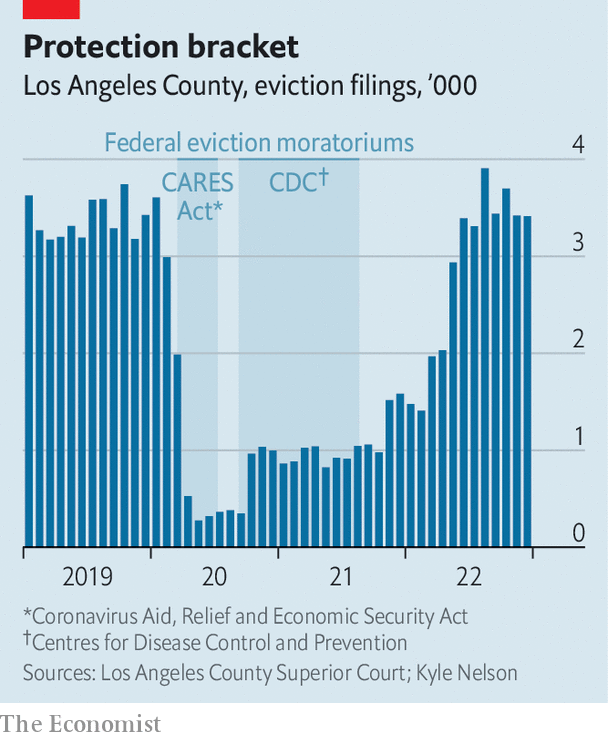 Protection bracket
Los Angeles County, eviction filings, ’000
Federal eviction moratoriums
4
CARES
Act*
CDC†
3
2
1
0
2019
20
21
22
*Coronavirus Aid, Relief and Economic Security Act
†Centres for Disease Control and Prevention
Sources: Los Angeles County Superior Court; Kyle Nelson
The Economist